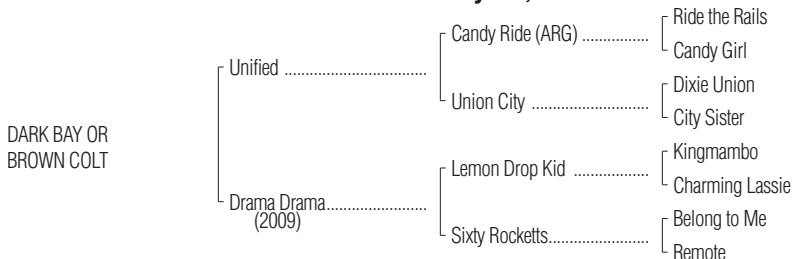 Ride the Rails
Candy Ride (ARG) ................
Candy Girl
Unified .................................
Dixie Union
Union City ............................
City Sister
DARK BAY OR
BROWN COLT
Kingmambo
Lemon Drop Kid ..................
Charming Lassie
Drama Drama........................
(2009)
Belong to Me
Sixty Rocketts........................
Remote